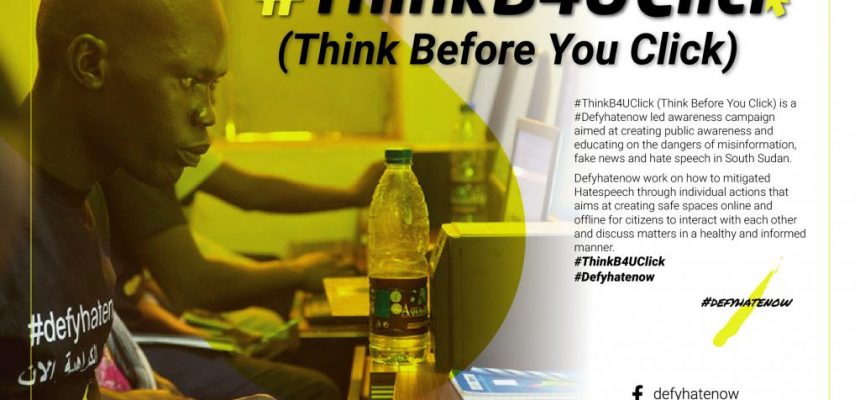 #ThinkB4UClick
(Think Before You Click)
#ThinkB4UClick (Think Before You Click) is a
#Defyhatenow led awareness campaign
aimed at creating public awareness and
educating on the dangers of misinformation,
fake news and hate speech in South Sudan.
Defyhatenow work on how to mitigated
Hatespeech through individual actions that
aims at creating safe spaces online and
offline for citizens to interact with each other
and discuss matters in a healthy and informed
manner.
#ThinkB4UClick
#Defyhatenow
#DEFYHATENOW
defyhatenow
#defyhaten
الكراهية الآن